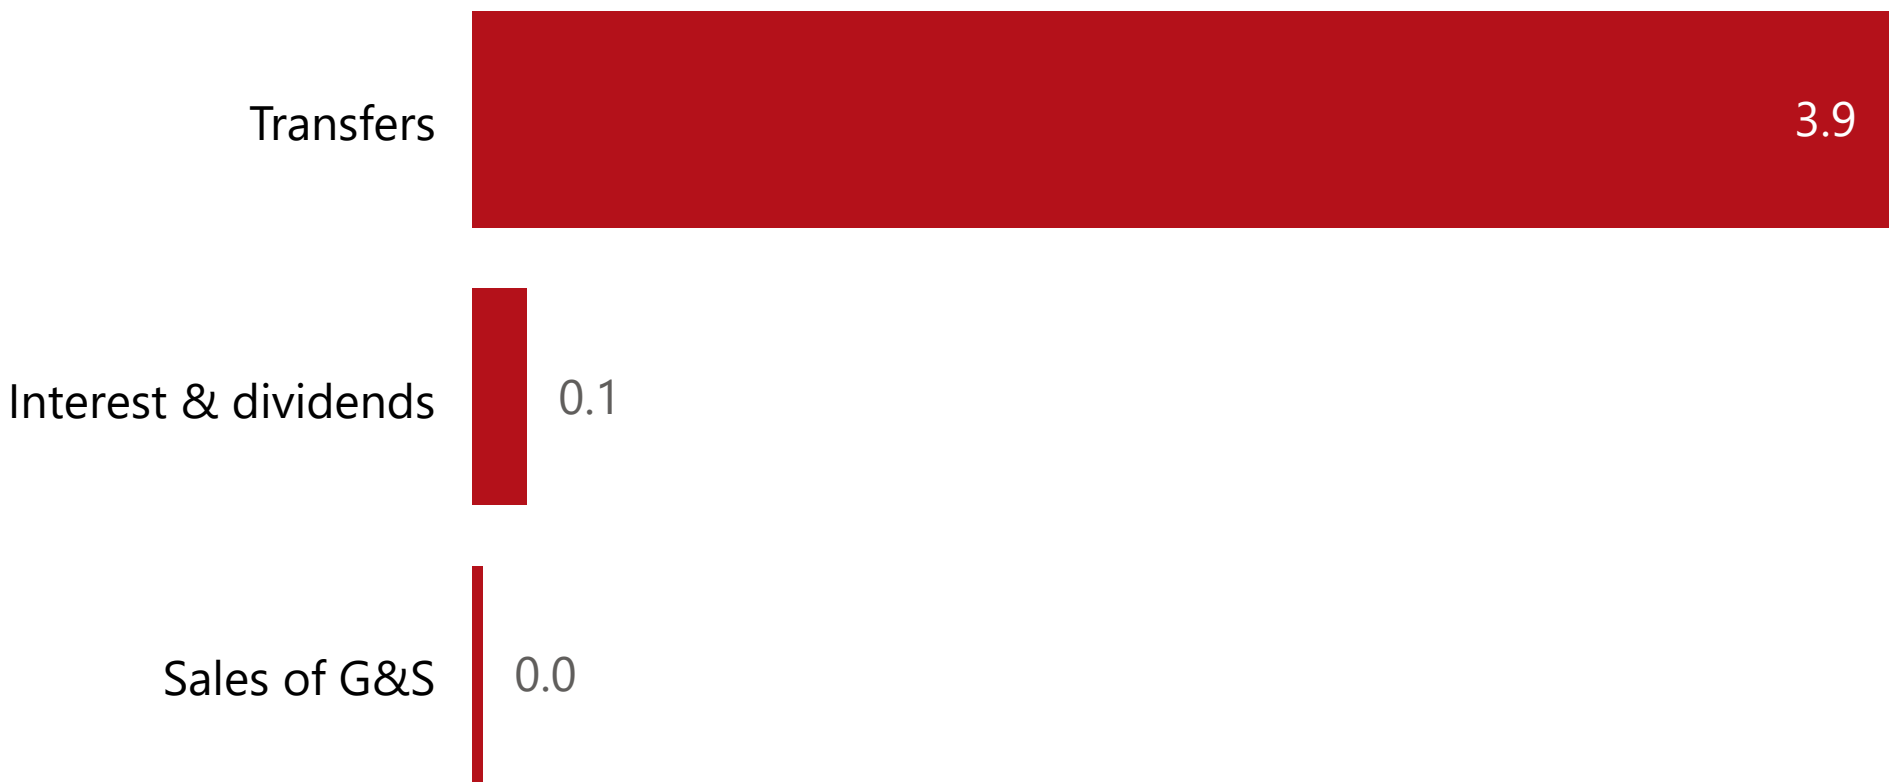 Transfers 3.9
Interest & dividends 0.1
Sales of G&S 0.0